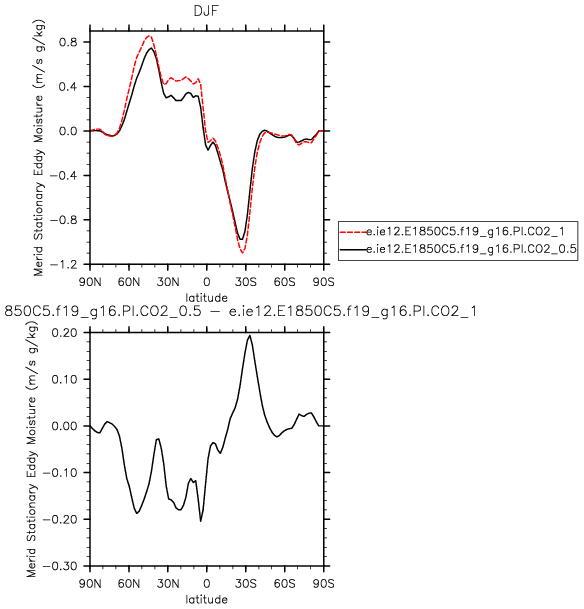 DJF
Merid Stationary Eddy Moisture (m/s g/kg)
0.8
0.4
0.0
−0.4
−0.8
−1.2
90N 60N 30N 0 30S 60S 90S
latitude
e.ie12.E1850C5.f19_g16.PI.CO2_1
e.ie12.E1850C5.f19_g16.PI.CO2_0.5
850C5.f19_g16.PI.CO2_0.5 − e.ie12.E1850C5.f19_g16.PI.CO2_1
Merid Stationary Eddy Moisture (m/s g/kg)
0.20
0.10
0.00
−0.10
−0.20
−0.30
90N 60N 30N 0 30S 60S 90S
latitude